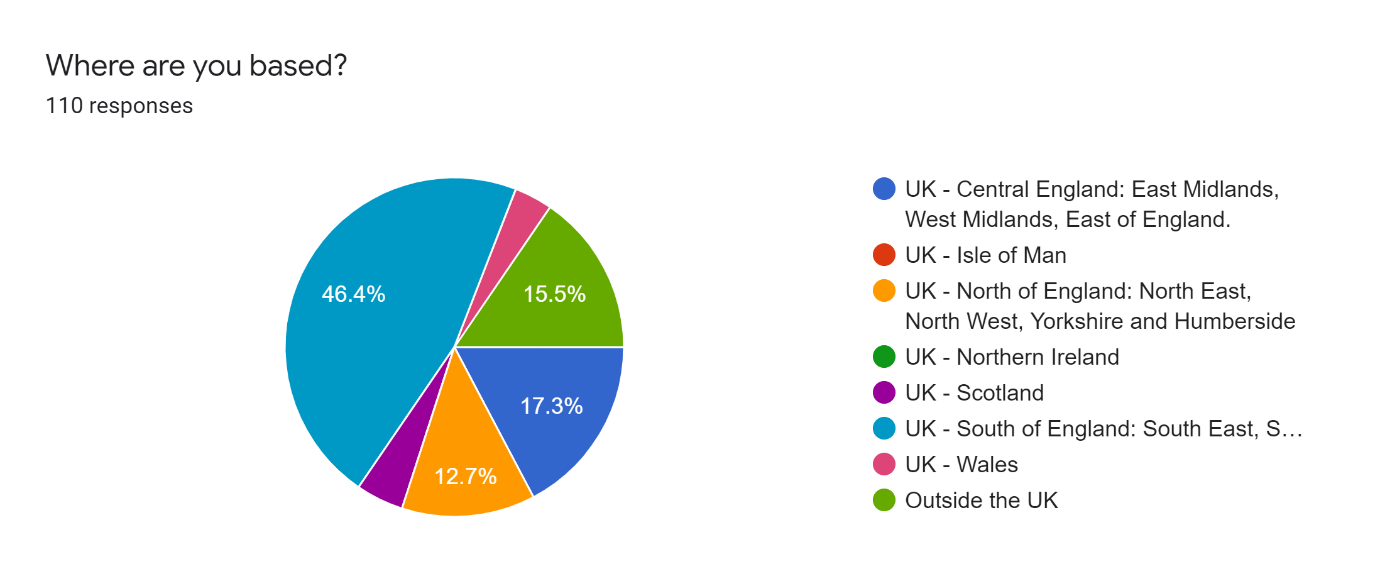 Where are you based?
110 responses
46.4%
15.5%
17.3%
12.7%
UK - Central England: East Midlands,
West Midlands, East of England.
UK - Isle of Man
UK - North of England: North East,
North West, Yorkshire and Humberside
UK - Northern Ireland
UK - Scotland
UK - South of England: South East, S…
UK - Wales
Outside the UK